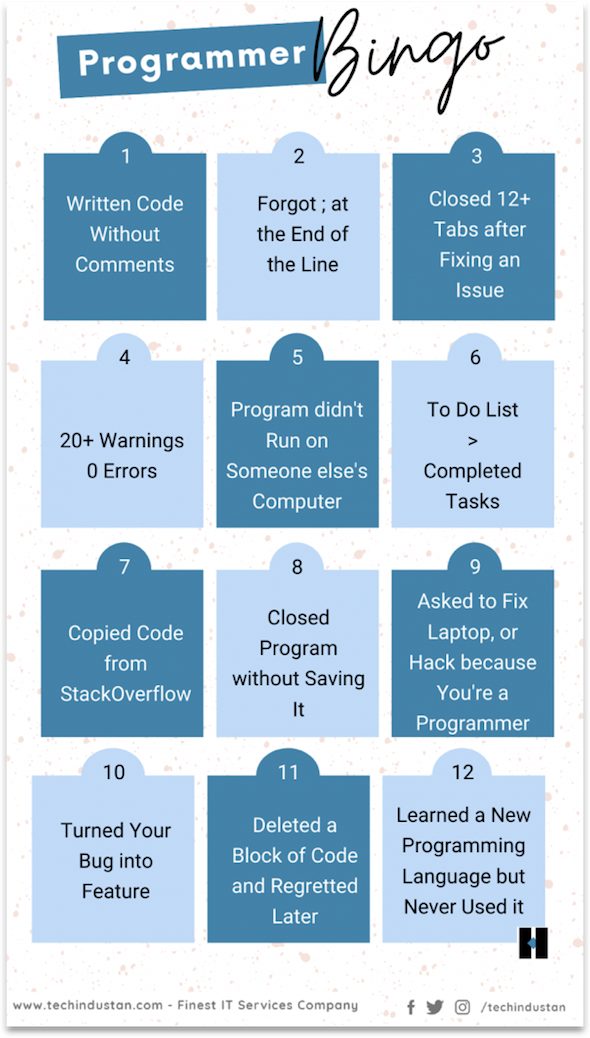 Programmer Bingo
1
Written Code
Without
Comments
2
Forgot ; at
the End of
the Line
3
Closed 12+
Tabs after
Fixing an
Issue
4
20+ Warnings
0 Errors
5
Program didn't
Run on
Someone else's
Computer
6
To Do List
>
Completed
Tasks
7
Copied Code
from
StackOverflow
8
Closed
Program
without Saving
It
9
Asked to Fix
Laptop, or
Hack because
You're a
Programmer
10
Turned Your
Bug into
Feature
11
Deleted a
Block of Code
and Regretted
Later
12
Learned a New
Programming
Language but
Never Used it
H
www.techindustan.com - Finest IT Services Company
/techindustan